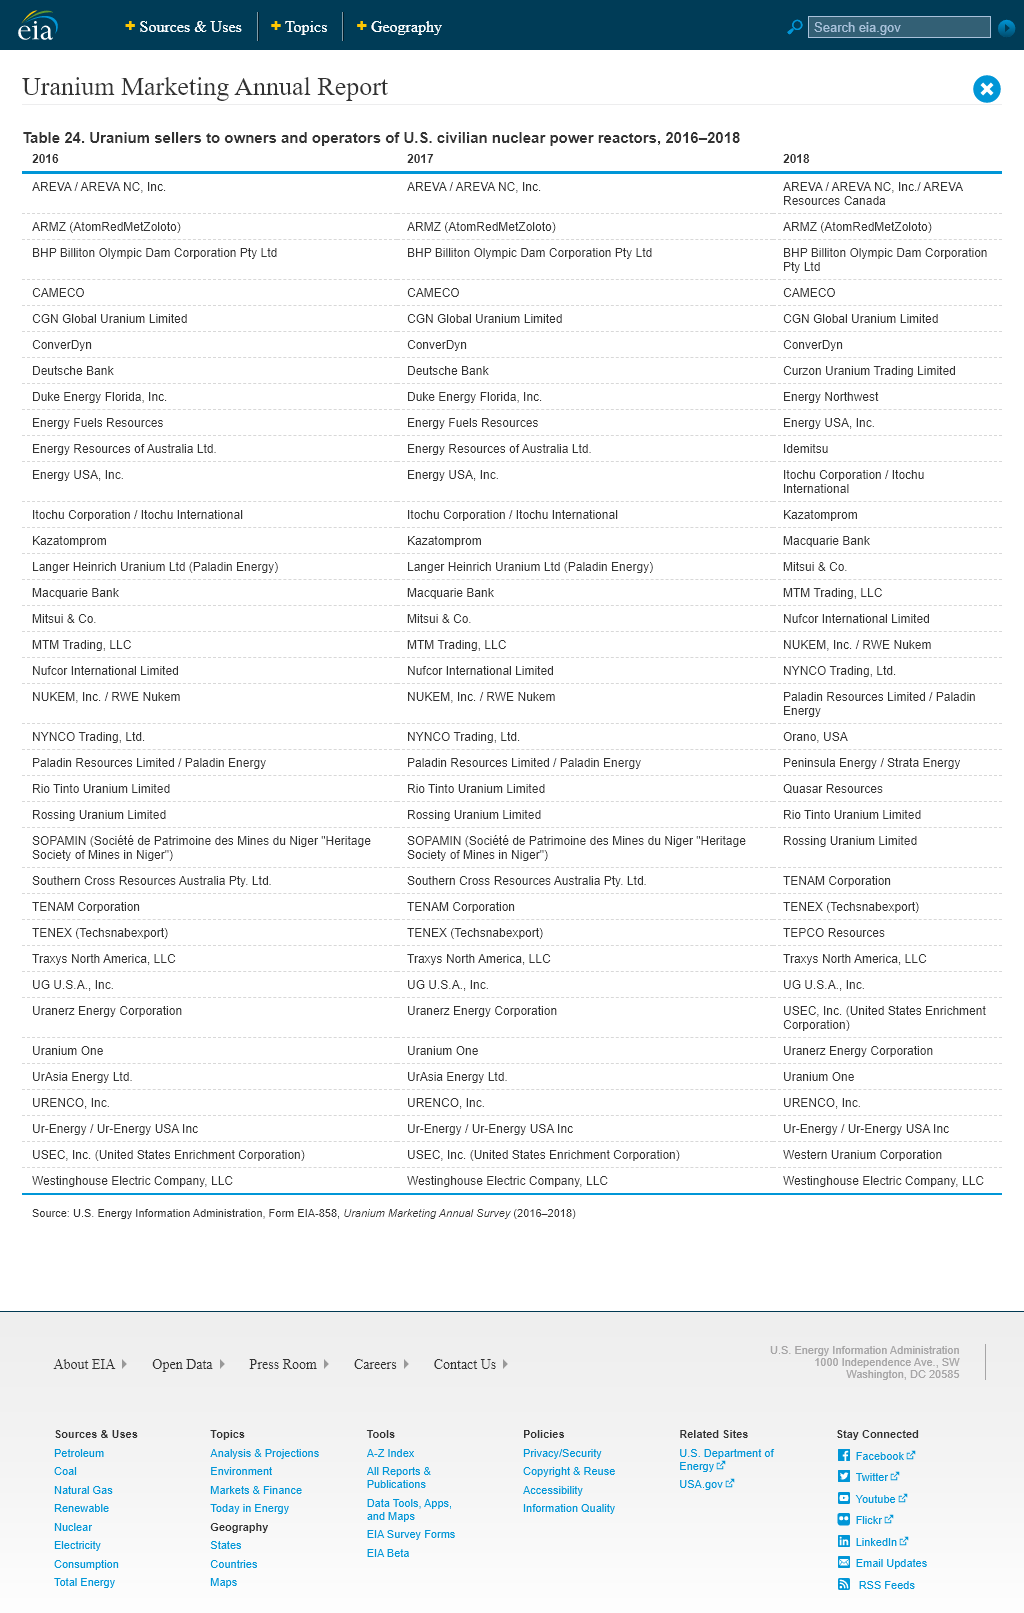 eia
Sources & Uses
Topics
Geography
Search eia.gov
Uranium Marketing Annual Report
Table 24. Uranium sellers to owners and operators of U.S. civilian nuclear power reactors, 2016–2018
2016 2017 2018
AREVA / AREVA NC, Inc. AREVA / AREVA NC, Inc. AREVA / AREVA NC, Inc./ AREVA
Resources Canada
ARMZ (AtomRedMetZoloto) ARMZ (AtomRedMetZoloto) ARMZ (AtomRedMetZoloto)
BHP Billiton Olympic Dam Corporation Pty Ltd BHP Billiton Olympic Dam Corporation Pty Ltd BHP Billiton Olympic Dam Corporation
Pty Ltd
CAMECO CAMECO CAMECO
CGN Global Uranium Limited CGN Global Uranium Limited CGN Global Uranium Limited
ConverDyn ConverDyn ConverDyn
Deutsche Bank Deutsche Bank Curzon Uranium Trading Limited
Duke Energy Florida, Inc. Duke Energy Florida, Inc. Energy Northwest
Energy Fuels Resources Energy Fuels Resources Energy USA, Inc.
Energy Resources of Australia Ltd. Energy Resources of Australia Ltd. Idemitsu
Energy USA, Inc. Energy USA, Inc. Itochu Corporation / Itochu
International
Itochu Corporation / Itochu International Itochu Corporation / Itochu International Kazatomprom
Kazatomprom Kazatomprom Macquarie Bank
Langer Heinrich Uranium Ltd (Paladin Energy) Langer Heinrich Uranium Ltd (Paladin Energy) Mitsui & Co.
Macquarie Bank Macquarie Bank MTM Trading, LLC
Mitsui & Co. Mitsui & Co. Nufcor International Limited
MTM Trading, LLC MTM Trading, LLC NUKEM, Inc. / RWE Nukem
Nufcor International Limited Nufcor International Limited NYNCO Trading, Ltd.
NUKEM, Inc. / RWE Nukem NUKEM, Inc. / RWE Nukem Paladin Resources Limited / Paladin
Energy
NYNCO Trading, Ltd. NYNCO Trading, Ltd. Orano, USA
Paladin Resources Limited / Paladin Energy Paladin Resources Limited / Paladin Energy Peninsula Energy / Strata Energy
Rio Tinto Uranium Limited Rio Tinto Uranium Limited Quasar Resources
Rossing Uranium Limited Rossing Uranium Limited Rio Tinto Uranium Limited
SOPAMIN (Société de Patrimoine des Mines du Niger "Heritage SOPAMIN (Société de Patrimoine des Mines du Niger "Heritage Rossing Uranium Limited
Society of Mines in Niger") Society of Mines in Niger")
Southern Cross Resources Australia Pty. Ltd. Southern Cross Resources Australia Pty. Ltd. TENAM Corporation
TENAM Corporation TENAM Corporation TENEX (Techsnabexport)
TENEX (Techsnabexport) TENEX (Techsnabexport) TEPCO Resources
Traxys North America, LLC Traxys North America, LLC Traxys North America, LLC
UG U.S.A., Inc. UG U.S.A., Inc. UG U.S.A., Inc.
Uranerz Energy Corporation Uranerz Energy Corporation USEC, Inc. (United States Enrichment
Corporation)
Uranium One Uranium One Uranerz Energy Corporation
UrAsia Energy Ltd. UrAsia Energy Ltd. Uranium One
URENCO, Inc. URENCO, Inc. URENCO, Inc.
Ur-Energy / Ur-Energy USA Inc Ur-Energy / Ur-Energy USA Inc Ur-Energy / Ur-Energy USA Inc
USEC, Inc. (United States Enrichment Corporation) USEC, Inc. (United States Enrichment Corporation) Western Uranium Corporation
Westinghouse Electric Company, LLC Westinghouse Electric Company, LLC Westinghouse Electric Company, LLC
Source: U.S. Energy Information Administration, Form EIA-858, Uranium Marketing Annual Survey (2016–2018)
About EIA Open Data Press Room Careers Contact Us
U.S. Energy Information Administration
1000 Independence Ave., SW
Washington, DC 20585
Sources & Uses
Petroleum
Coal
Natural Gas
Renewable
Nuclear
Electricity
Consumption
Total Energy
Topics
Analysis & Projections
Environment
Markets & Finance
Today in Energy
Geography
States
Countries
Maps
Tools
A-Z Index
All Reports &
Publications
Data Tools, Apps,
and Maps
EIA Survey Forms
EIA Beta
Policies
Privacy/Security
Copyright & Reuse
Accessibility
Information Quality
Related Sites
U.S. Department of
Energy
USA.gov
Stay Connected
Facebook
Twitter
Youtube
Flickr
LinkedIn
Email Updates
RSS Feeds